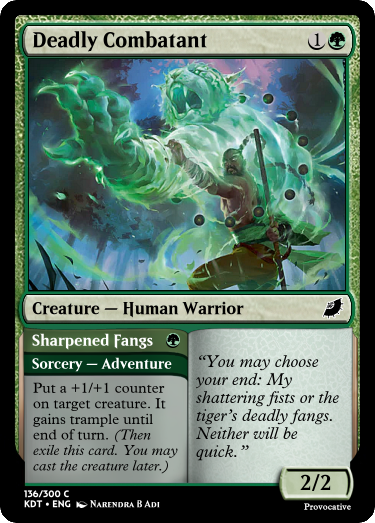 Deadly Combatant 1
Creature — Human Warrior
Sharpened Fangs
Sorcery — Adventure
Put a +1/+1 counter
on target creature. It
gains trample until
end of turn. (Then
exile this card. You may
cast the creature later.)
“You may choose
your end: My
shattering fists or the
tiger’s deadly fangs.
Neither will be
quick.”
2/2
136/300 C
KDT • ENG Narendra B Adi
Provocative